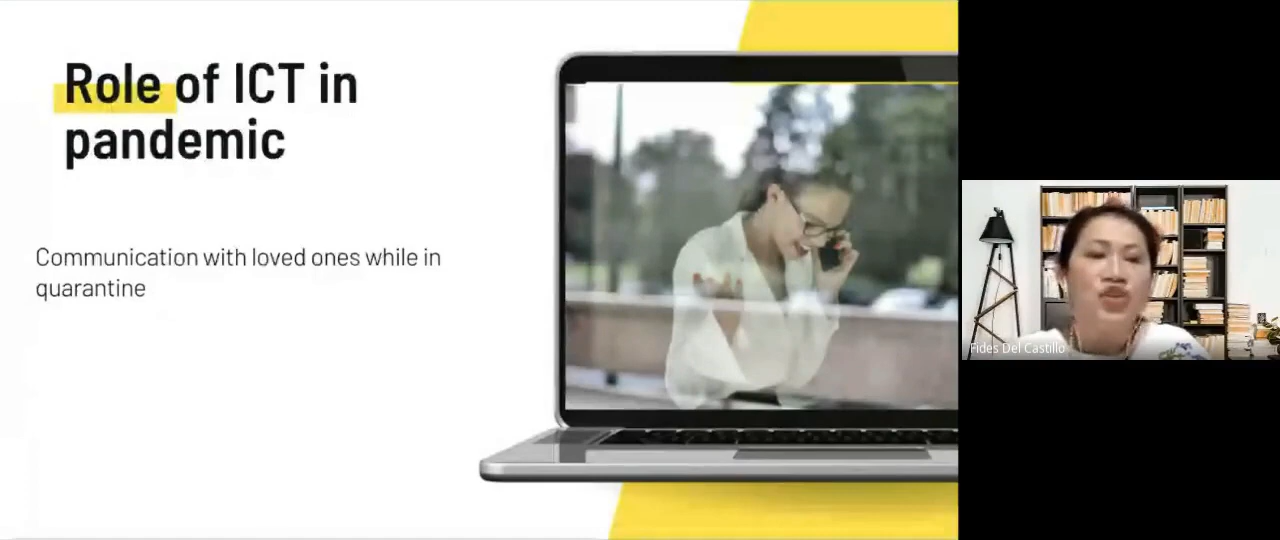 Role of ICT in
pandemic
Communication with loved ones while in
quarantine
Fides Del Castillo